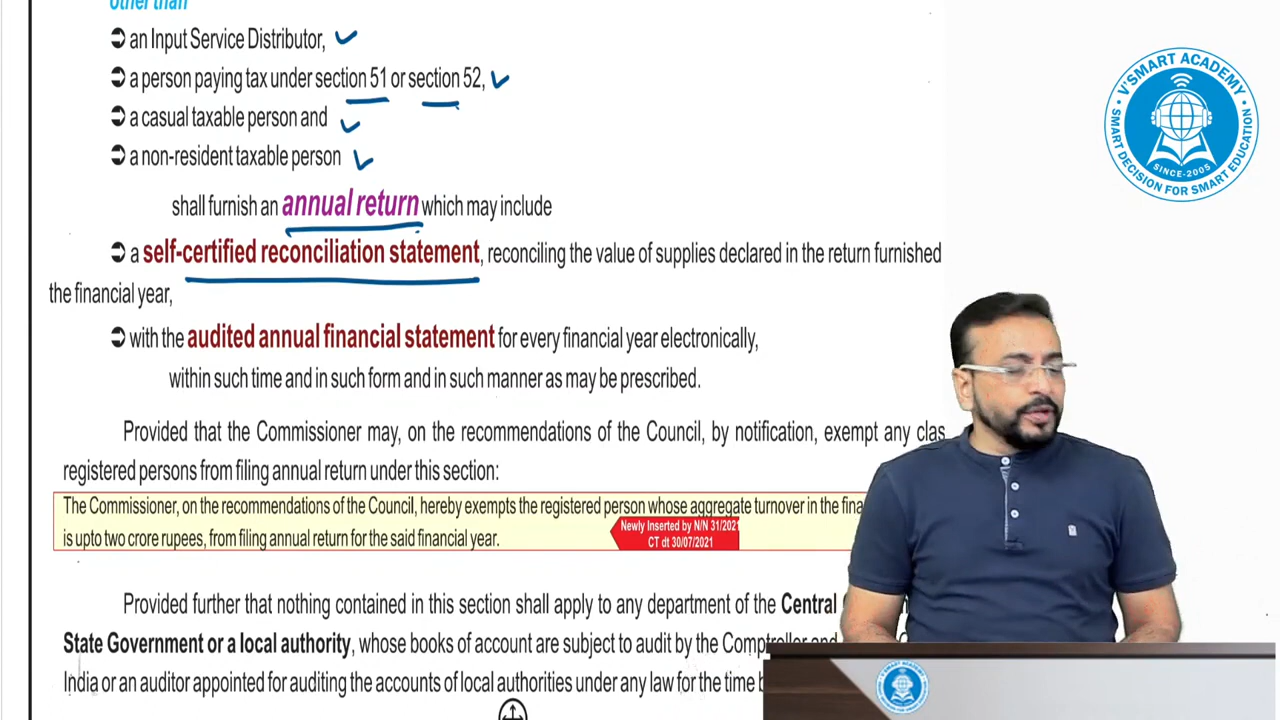 other than
➲ an Input Service Distributor,
➲ a person paying tax under section 51 or section 52,
➲ a casual taxable person and
➲ a non-resident taxable person
shall furnish an annual return which may include
➲ a self-certified reconciliation statement, reconciling the value of supplies declared in the return furnished
the financial year,
➲ with the audited annual financial statement for every financial year electronically,
within such time and in such form and in such manner as may be prescribed.
Provided that the Commissioner may, on the recommendations of the Council, by notification, exempt any
registered persons from filing annual return under this section:
The Commissioner, on the recommendations of the Council, hereby exempts the registered person whose aggregate turnover in the
is upto two crore rupees, from filing annual return for the said financial year.
Newly Inserted by N/N 31/2021
CT dt 30/07/2021
Provided further that nothing contained in this section shall apply to any department of the Central
State Government or a local authority, whose books of account are subject to audit by the
India or an auditor appointed for auditing the accounts of local authorities under any law for the time
V'SMART ACADEMY
SINCE-2005
SMART DECISION FOR SMART EDUCATION